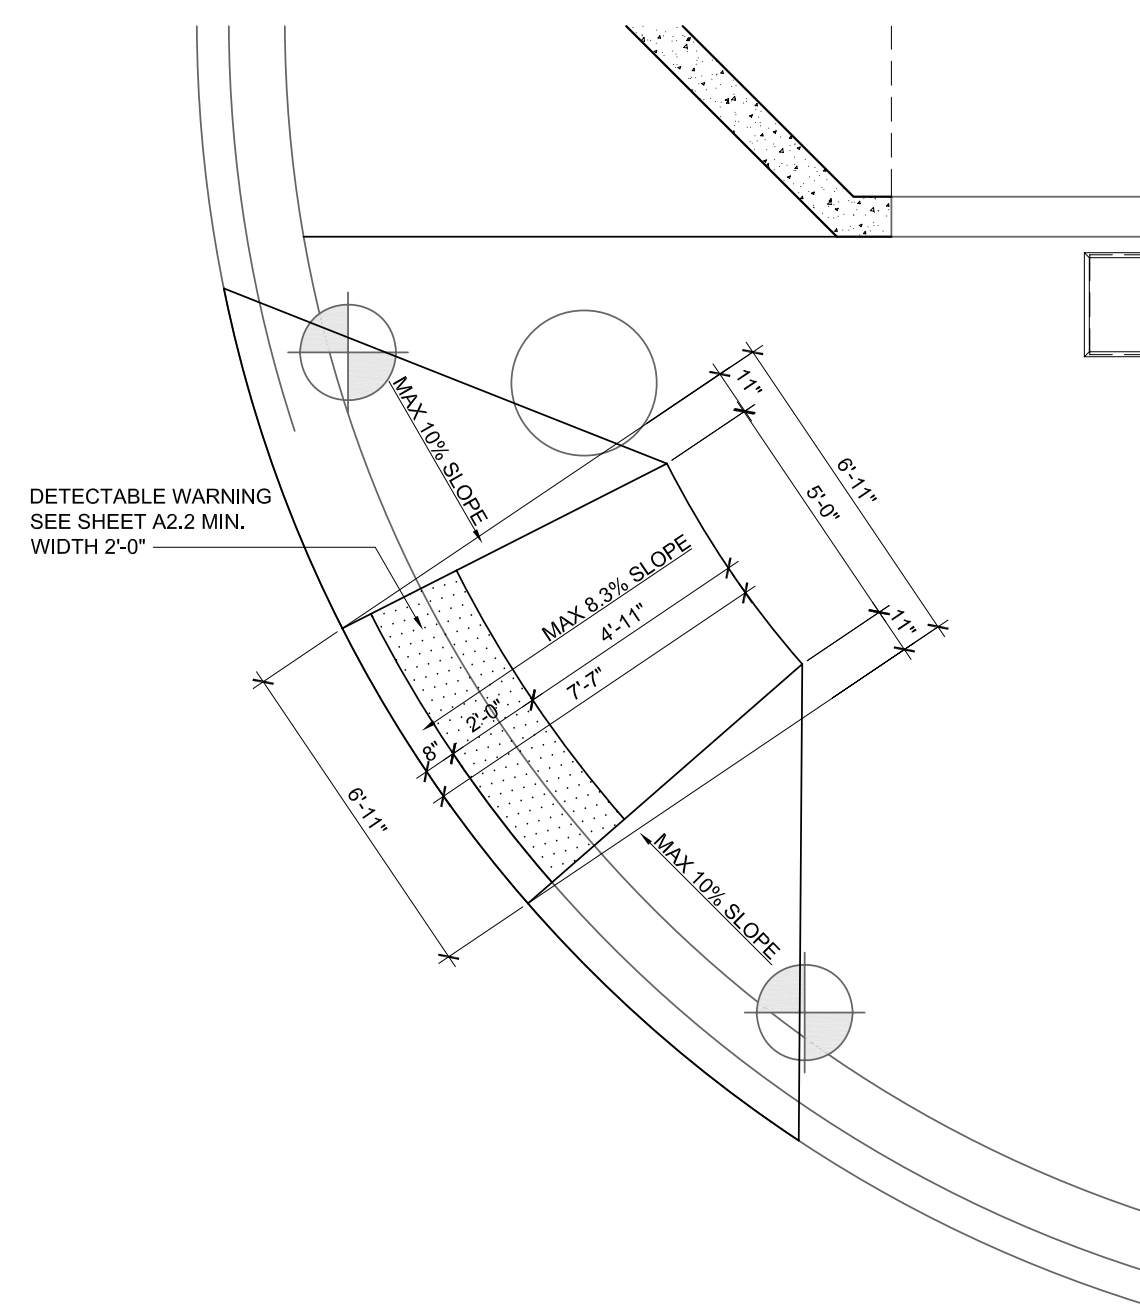 11"
6'-11"
MAX 10% SLOPE
5'-0"
DETECTABLE WARNING
SEE SHEET A2.2 MIN.
WIDTH 2'-0"
MAX 8.3% SLOPE
4'-11"
11"
7'-7"
2'-0"
8"
6'-11"
MAX 10% SLOPE